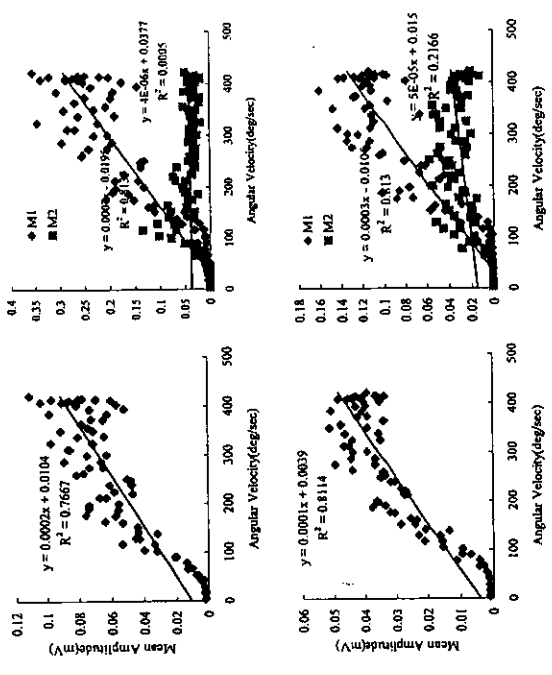 0.12
0.1
0.08
0.06
0.04
0.02
0
Mean Amplitude(mV)
y = 0.0002x + 0.0104
R² = 0.7667
0 100 200 300 400 500
Angular Velocity(deg/sec)
0.4
0.35
0.3
0.25
0.2
0.15
0.1
0.05
0
M1
M2
R² =
y = 4E-06x + 0.0377
R² = 0.0005
0 100 200 300 400 500
Angular Velocity(deg/sec)
0.06
0.05
0.04
0.03
0.02
0.01
0
Mean Amplitude(mV)
y = 0.0001x + 0.0039
R² = 0.8114
0 100 200 300 400 500
Angular Velocity(deg/sec)
0.18
0.16
0.14
0.12
0.1
0.08
0.06
0.04
0.02
0
M1
M2
y = 0.0003x -
R² =
y = 5E-05x + 0.015
R² = 0.2166
0 100 200 300 400 500
Angular Velocity(deg/sec)